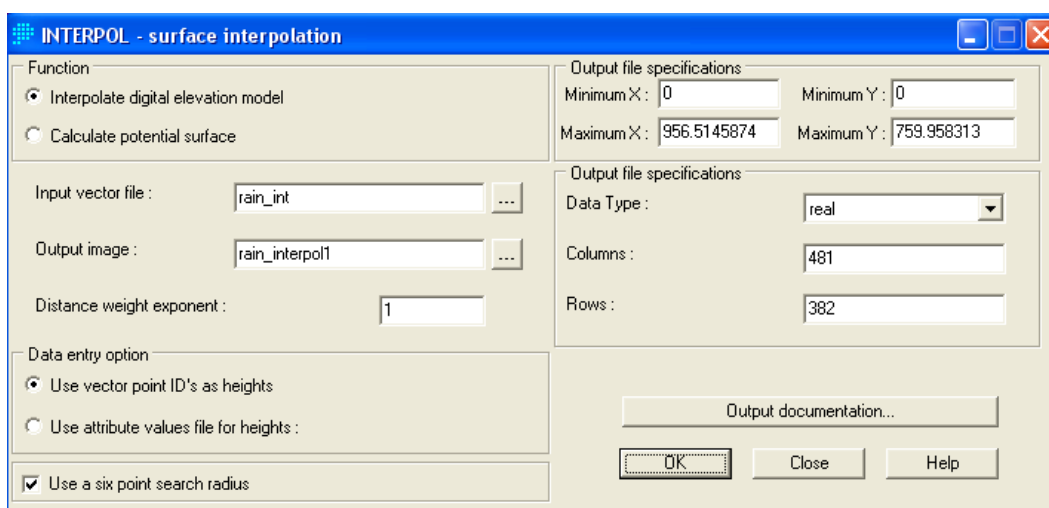 INTERPOL - surface interpolation
Function
Interpolate digital elevation model
Calculate potential surface
Input vector file :
rain_int
...
Output image :
rain_interpol1
...
Distance weight exponent :
1
Data entry option
Use vector point ID's as heights
Use attribute values file for heights :
Use a six point search radius
Output file specifications
Minimum X : 0
Minimum Y : 0
Maximum X : 956.5145874
Maximum Y : 759.958313
Output file specifications
Data Type :
real
Columns :
481
Rows :
382
Output documentation...
OK
Close
Help